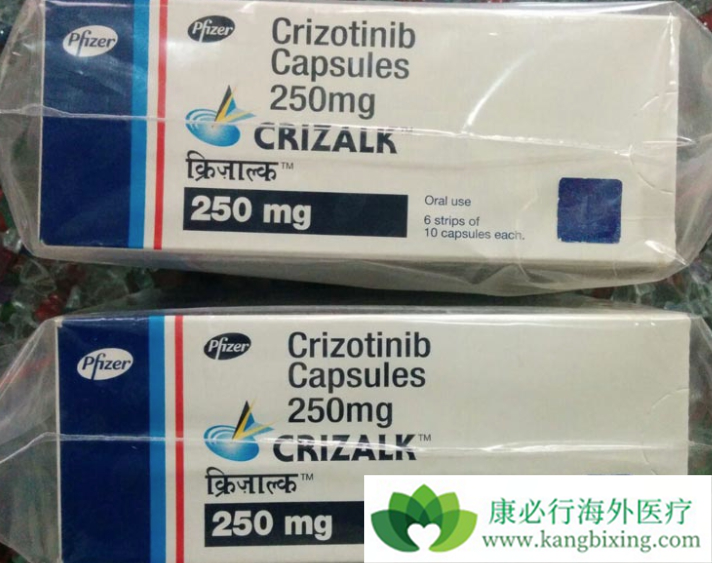 Pfizer
Pfizer
Crizotinib
Capsules
250mg
CRIZALK™
क्रिज़ाल्क™
250 mg
Oral use
6 strips of
10 capsules each.
Pfizer
Pfizer
Crizotinib
Capsules
250mg
CRIZALK™
क्रिज़ाल्क™
250 mg
康必行海外医疗
www.kangbixing.com